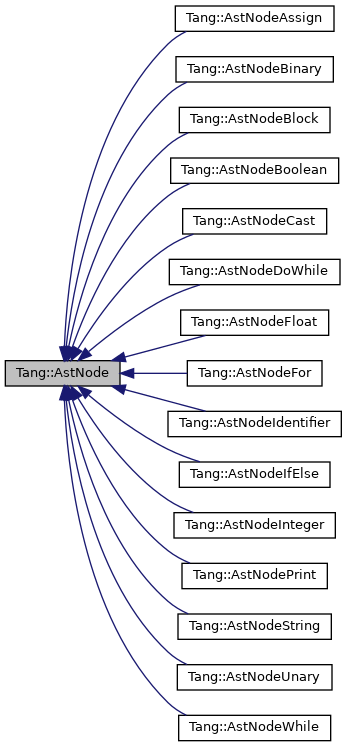 Tang::AstNodeAssign
Tang::AstNodeBinary
Tang::AstNodeBlock
Tang::AstNodeBoolean
Tang::AstNodeCast
Tang::AstNodeDoWhile
Tang::AstNodeFloat
Tang::AstNode
Tang::AstNodeFor
Tang::AstNodeIdentifier
Tang::AstNodeIfElse
Tang::AstNodeInteger
Tang::AstNodePrint
Tang::AstNodeString
Tang::AstNodeUnary
Tang::AstNodeWhile